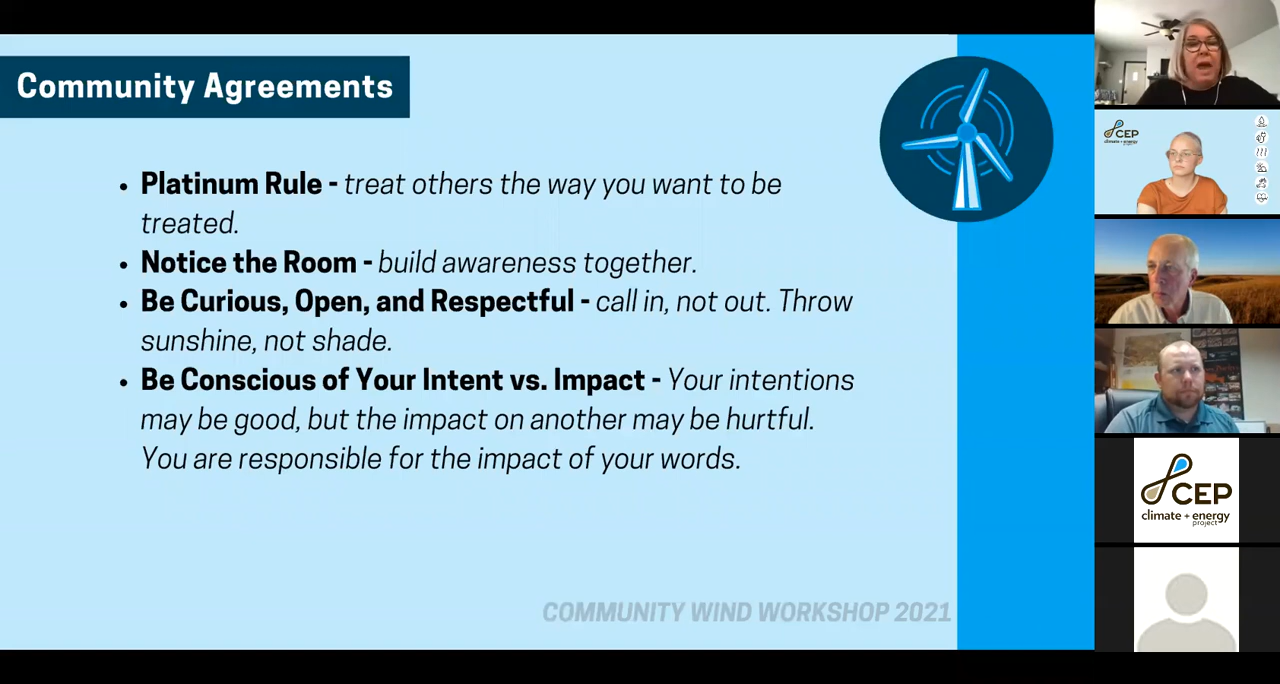 Community Agreements
• Platinum Rule - treat others the way you want to be
treated.
• Notice the Room - build awareness together.
• Be Curious, Open, and Respectful - call in, not out. Throw
sunshine, not shade.
• Be Conscious of Your Intent vs. Impact - Your intentions
may be good, but the impact on another may be hurtful.
You are responsible for the impact of your words.
COMMUNITY WIND WORKSHOP 2021
CEP
climate + energy
project
CEP
climate + energy
project